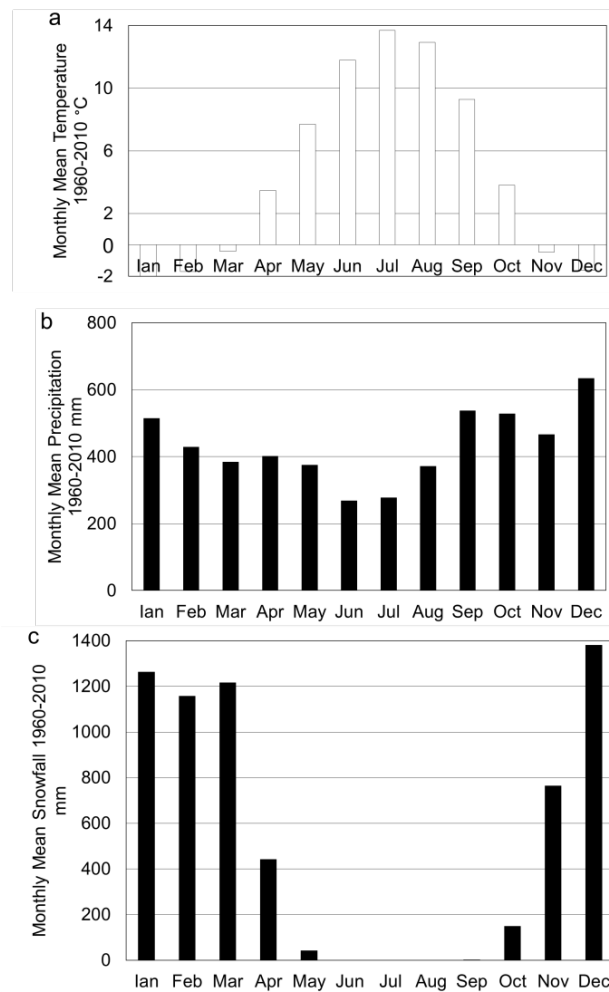 a
Monthly Mean Temperature
1960-2010 °C
14
10
6
2
0
-2
Ian Feb Mar Apr May Jun Jul Aug Sep Oct Nov Dec
b
Monthly Mean Precipitation
1960-2010 mm
800
600
400
200
0
Ian Feb Mar Apr May Jun Jul Aug Sep Oct Nov Dec
c
Monthly Mean Snowfall 1960-2010
mm
1400
1200
1000
800
600
400
200
0
Ian Feb Mar Apr May Jun Jul Aug Sep Oct Nov Dec